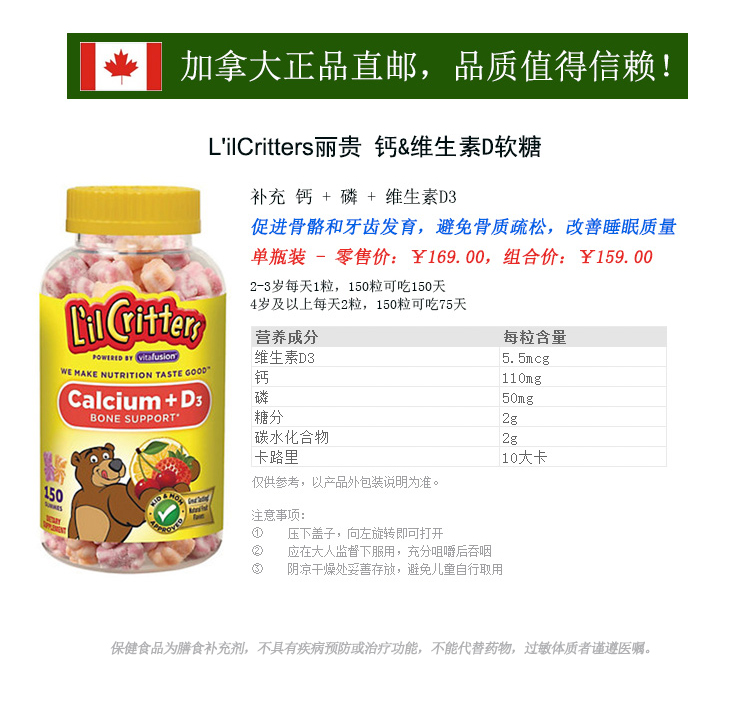 加拿大正品直邮，品质值得信赖！
L'ilCritters丽贵 钙&维生素D软糖
补充 钙 + 磷 + 维生素D3
促进骨骼和牙齿发育，避免骨质疏松，改善睡眠质量
单瓶装 - 零售价：￥169.00，组合价：￥159.00
2-3岁每天1粒，150粒可吃150天
4岁及以上每天2粒，150粒可吃75天
营养成分 每粒含量
维生素D3 5.5mcg
钙 110mg
磷 50mg
糖分 2g
碳水化合物 2g
卡路里 10大卡
仅供参考，以产品外包装说明为准。
注意事项：
① 压下盖子，向左旋转即可打开
② 应在大人监督下服用，充分咀嚼后吞咽
③ 阴凉干燥处妥善存放，避免儿童自行取用
L'il Critters
POWERED BY vitafusion
WE MAKE NUTRITION TASTE GOOD™
Calcium + D3
BONE SUPPORT*
150
GUMMIES
DIETARY
SUPPLEMENT
KID & MOM
APPROVED
Great Tasting!
Natural Fruit
Flavors
保健食品为膳食补充剂，不具有疾病预防或治疗功能，不能代替药物，过敏体质者谨遵医嘱。